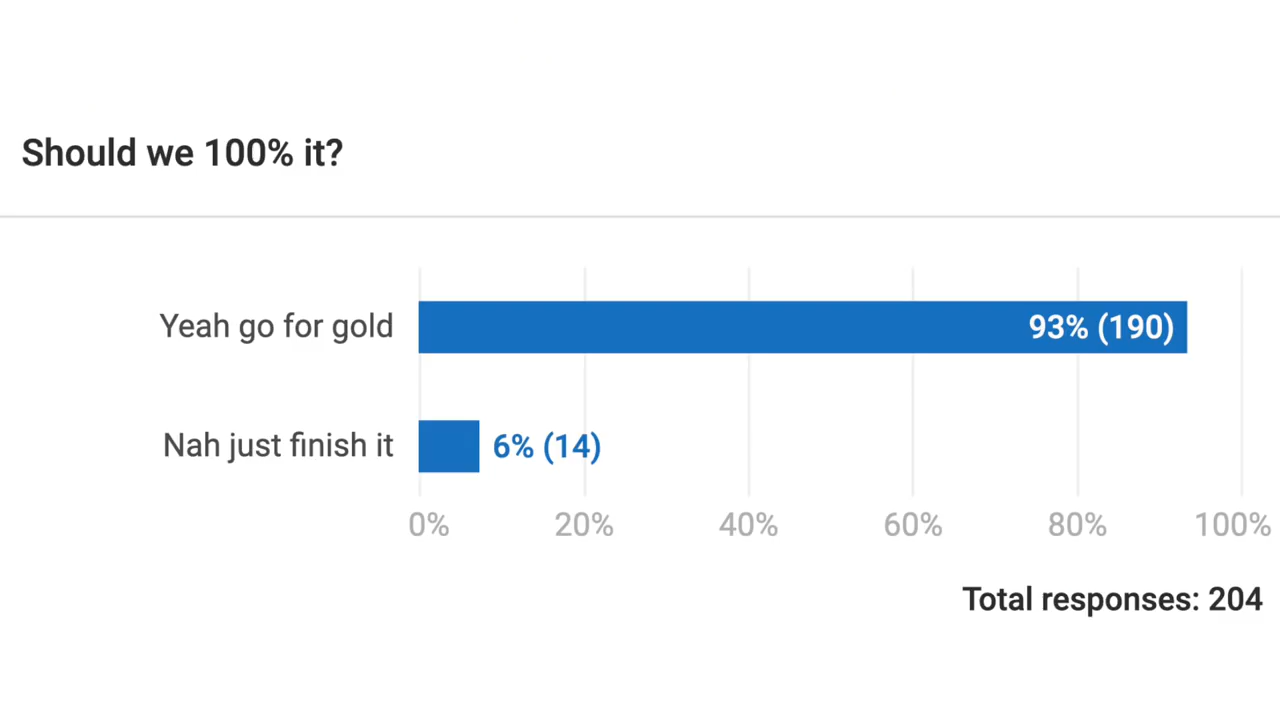 Should we 100% it?
Yeah go for gold 93% (190)
Nah just finish it 6% (14)
0% 20% 40% 60% 80% 100%
Total responses: 204